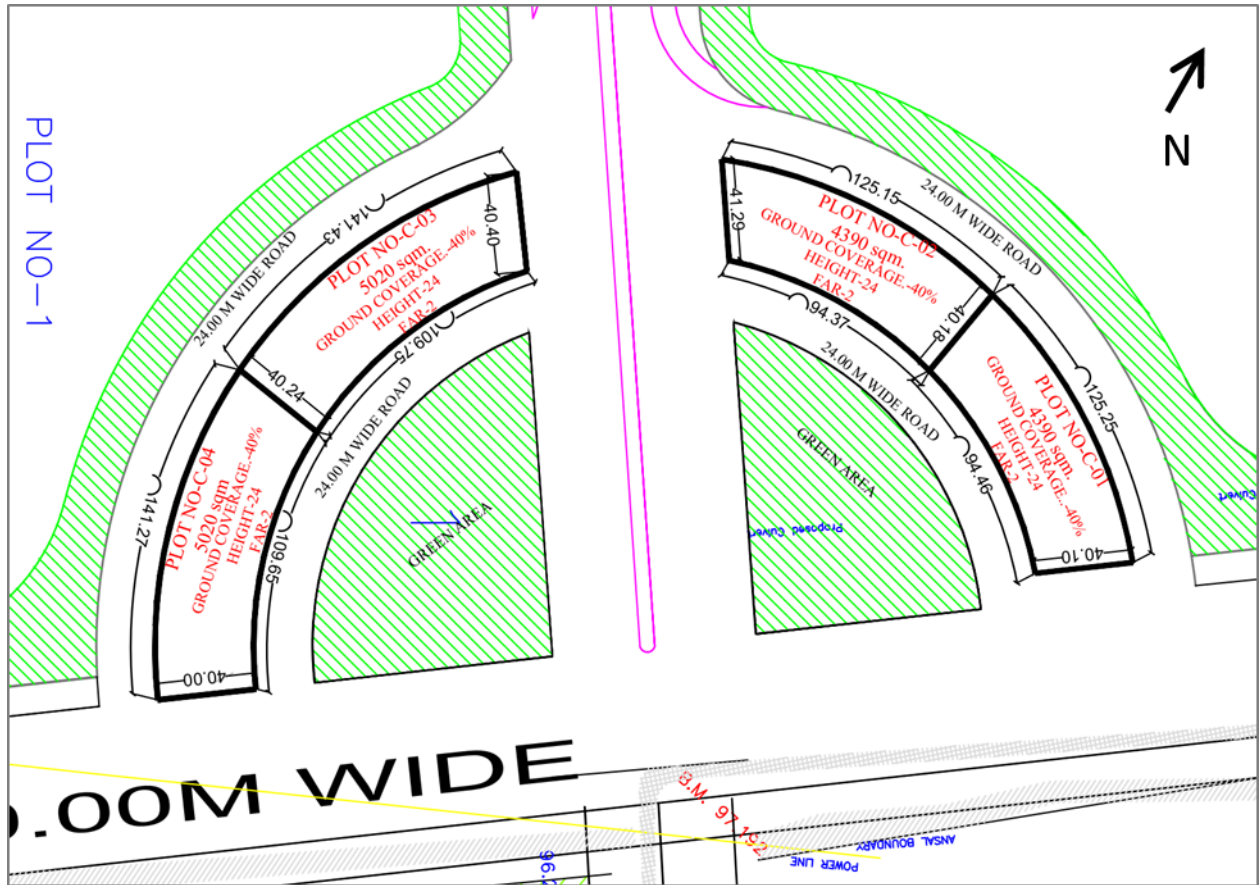 PLOT NO-1
N
141.43
PLOT NO-C-03
5020 sqm.
GROUND COVERAGE.-40%
HEIGHT-24
FAR-2
40.40
109.75
40.24
24.00 M WIDE ROAD
24.00 M WIDE ROAD
141.27
PLOT NO-C-04
5020 sqm
GROUND COVERAGE.-40%
HEIGHT-24
FAR-2
109.65
40.00
GREEN AREA
125.15
24.00 M WIDE ROAD
PLOT NO-C-02
4390 sqm.
GROUND COVERAGE.-40%
HEIGHT-24
FAR-2
41.29
94.37
40.18
24.00 M WIDE ROAD
125.25
PLOT NO-C-01
4390 sqm.
GROUND COVERAGE..-40%
HEIGHT-24
FAR-2
94.46
40.10
GREEN AREA
Proposed Culvert
Culvert
0.00M WIDE
B.M. 97.192
ANSAL BOUNDARY
POWER LINE